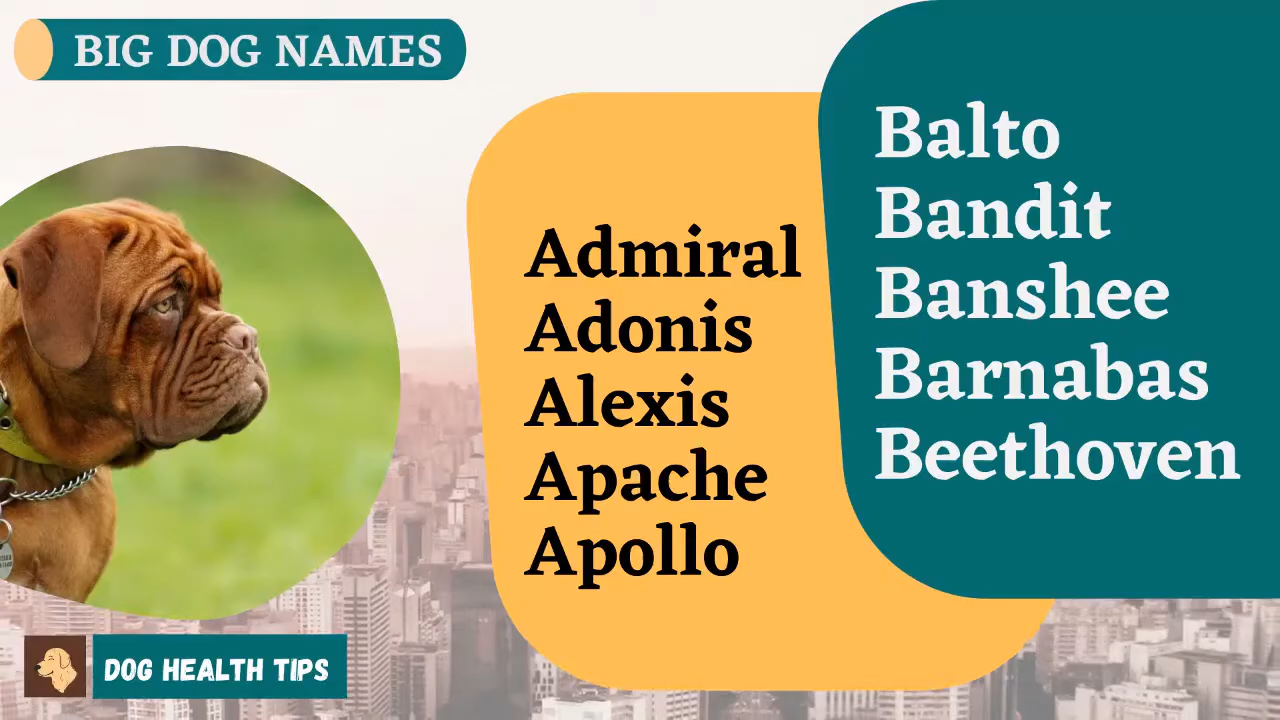 BIG DOG NAMES
Admiral
Adonis
Alexis
Apache
Apollo
Balto
Bandit
Banshee
Barnabas
Beethoven
DOG HEALTH TIPS